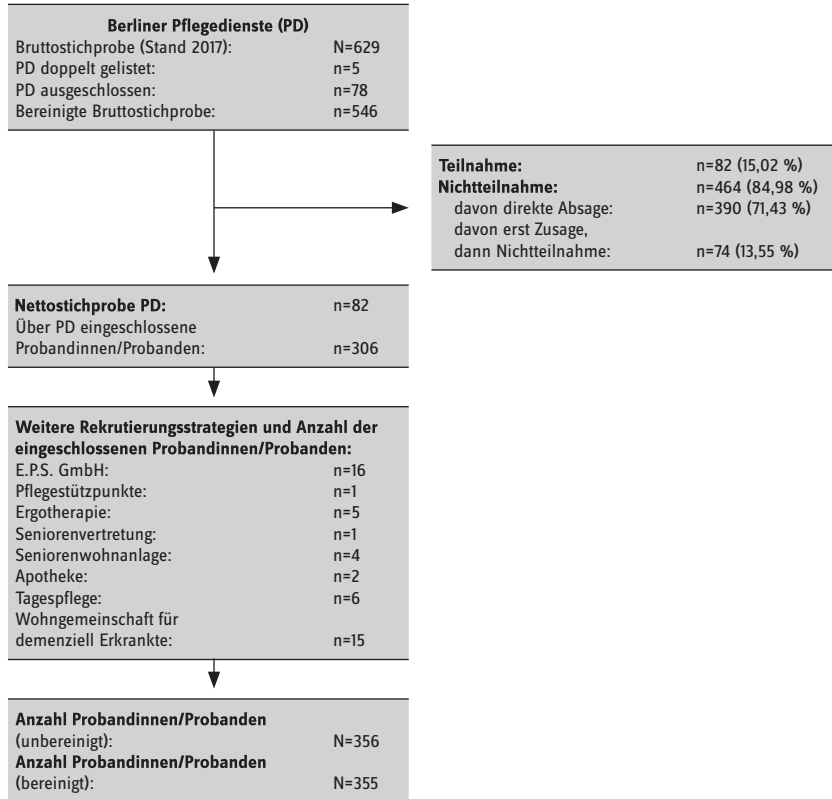 Berliner Pflegedienste (PD)
Bruttostichprobe (Stand 2017): N=629
PD doppelt gelistet: n=5
PD ausgeschlossen: n=78
Bereinigte Bruttostichprobe: n=546
Teilnahme: n=82 (15,02 %)
Nichtteilnahme: n=464 (84,98 %)
davon direkte Absage: n=390 (71,43 %)
davon erst Zusage,
dann Nichtteilnahme: n=74 (13,55 %)
Nettostichprobe PD: n=82
Über PD eingeschlossene
Probandinnen/Probanden: n=306
Weitere Rekrutierungsstrategien und Anzahl der
eingeschlossenen Probandinnen/Probanden:
E.P.S. GmbH: n=16
Pflegestützpunkte: n=1
Ergotherapie: n=5
Seniorenvertretung: n=1
Seniorenwohnanlage: n=4
Apotheke: n=2
Tagespflege: n=6
Wohngemeinschaft für
demenziell Erkrankte: n=15
Anzahl Probandinnen/Probanden
(unbereinigt): N=356
Anzahl Probandinnen/Probanden
(bereinigt): N=355